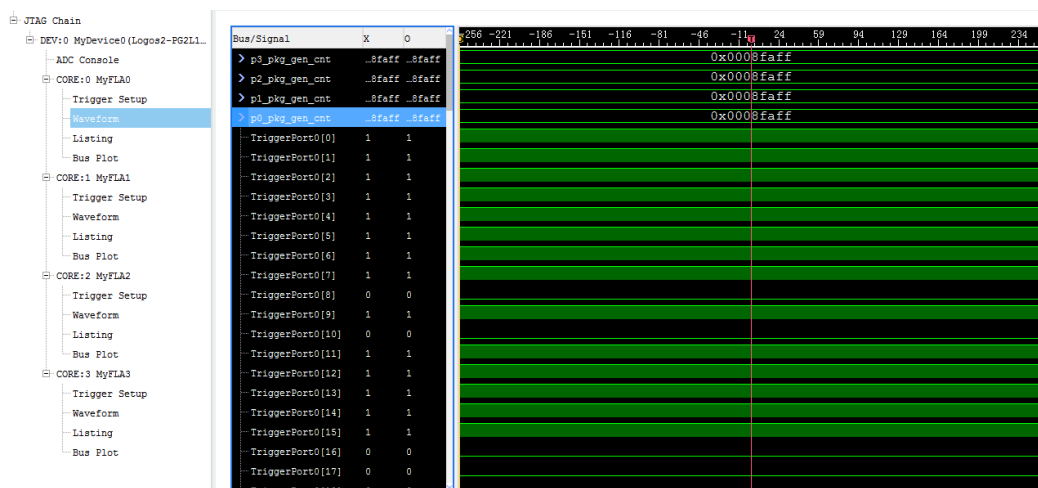 JTAG Chain
DEV:0 MyDevice0(Logos2-PG2L1...
ADC Console
CORE:0 MyFLA0
Trigger Setup
Waveform
Listing
Bus Plot
CORE:1 MyFLA1
Trigger Setup
Waveform
Listing
Bus Plot
CORE:2 MyFLA2
Trigger Setup
Waveform
Listing
Bus Plot
CORE:3 MyFLA3
Trigger Setup
Waveform
Listing
Bus Plot
Bus/Signal X O
p3_pkg_gen_cnt …8faff …8faff
p2_pkg_gen_cnt …8faff …8faff
p1_pkg_gen_cnt …8faff …8faff
p0_pkg_gen_cnt …8faff …8faff
TriggerPort0[0] 1 1
TriggerPort0[1] 1 1
TriggerPort0[2] 1 1
TriggerPort0[3] 1 1
TriggerPort0[4] 1 1
TriggerPort0[5] 1 1
TriggerPort0[6] 1 1
TriggerPort0[7] 1 1
TriggerPort0[8] 0 0
TriggerPort0[9] 1 1
TriggerPort0[10] 0 0
TriggerPort0[11] 1 1
TriggerPort0[12] 1 1
TriggerPort0[13] 1 1
TriggerPort0[14] 1 1
TriggerPort0[15] 1 1
TriggerPort0[16] 0 0
TriggerPort0[17] 0 0
256 -221 -186 -151 -116 -81 -46 -11 24 59 94 129 164 199 234
0x0008faff
0x0008faff
0x0008faff
0x0008faff